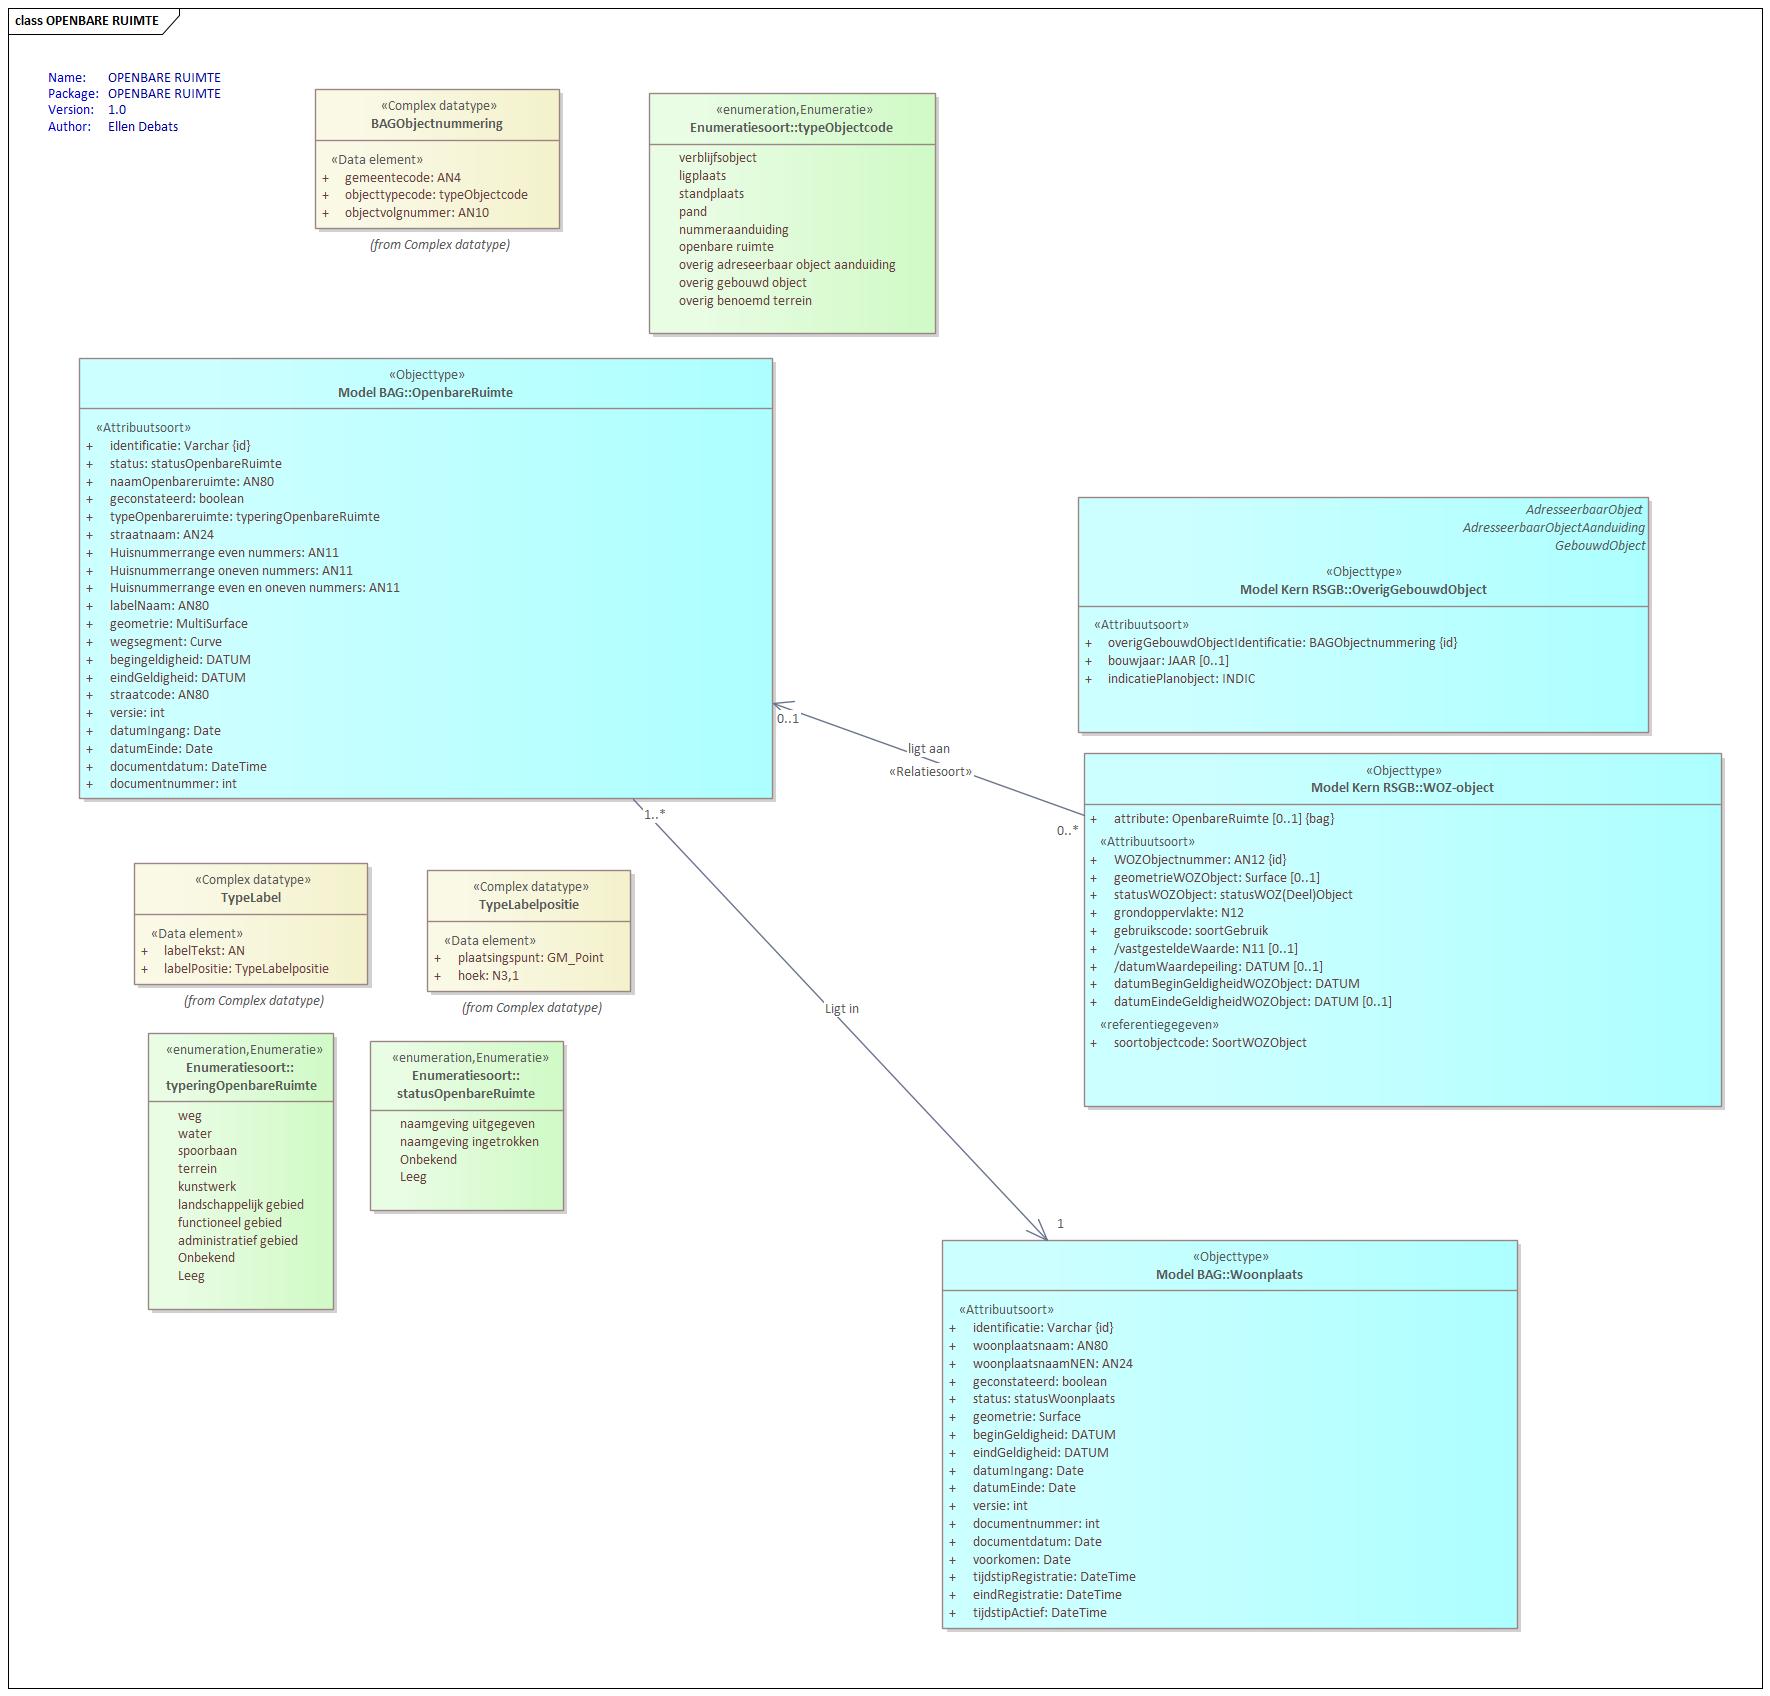 class OPENBARE RUIMTE
Name: OPENBARE RUIMTE
Package: OPENBARE RUIMTE
Version: 1.0
Author: Ellen Debats
«Complex datatype»
BAGObjectnummering
«Data element»
+ gemeentecode: AN4
+ objecttypecode: typeObjectcode
+ objectvolgnummer: AN10
(from Complex datatype)
«enumeration,Enumeratie»
Enumeratiesoort::typeObjectcode
verblijfsobject
ligplaats
standplaats
pand
nummeraanduiding
openbare ruimte
overig adreseerbaar object aanduiding
overig gebouwd object
overig benoemd terrein
«Objecttype»
Model BAG::OpenbareRuimte
«Attribuutsoort»
+ identificatie: Varchar {id}
+ status: statusOpenbareRuimte
+ naamOpenbareruimte: AN80
+ geconstateerd: boolean
+ typeOpenbareruimte: typeringOpenbareRuimte
+ straatnaam: AN24
+ Huisnummerrange even nummers: AN11
+ Huisnummerrange oneven nummers: AN11
+ Huisnummerrange even en oneven nummers: AN11
+ labelNaam: AN80
+ geometrie: MultiSurface
+ wegsegment: Curve
+ begingeldigheid: DATUM
+ eindGeldigheid: DATUM
+ straatcode: AN80
+ versie: int
+ datumIngang: Date
+ datumEinde: Date
+ documentdatum: DateTime
+ documentnummer: int
AdresseerbaarObject
AdresseerbaarObjectAanduiding
GebouwdObject
«Objecttype»
Model Kern RSGB::OverigGebouwdObject
«Attribuutsoort»
+ overigGebouwdObjectIdentificatie: BAGObjectnummering {id}
+ bouwjaar: JAAR [0..1]
+ indicatiePlanobject: INDIC
0..1
ligt aan
«Relatiesoort»
0..*
«Objecttype»
Model Kern RSGB::WOZ-object
+ attribute: OpenbareRuimte [0..1] {bag}
«Attribuutsoort»
+ WOZObjectnummer: AN12 {id}
+ geometrieWOZObject: Surface [0..1]
+ statusWOZObject: statusWOZ(Deel)Object
+ grondoppervlakte: N12
+ gebruikscode: soortGebruik
+ /vastgesteldeWaarde: N11 [0..1]
+ /datumWaardepeiling: DATUM [0..1]
+ datumBeginGeldigheidWOZObject: DATUM
+ datumEindeGeldigheidWOZObject: DATUM [0..1]
«referentiegegeven»
+ soortobjectcode: SoortWOZObject
1..*
Ligt in
1
«Complex datatype»
TypeLabel
«Data element»
+ labelTekst: AN
+ labelPositie: TypeLabelpositie
(from Complex datatype)
«Complex datatype»
TypeLabelpositie
«Data element»
+ plaatsingspunt: GM_Point
+ hoek: N3,1
(from Complex datatype)
«enumeration,Enumeratie»
Enumeratiesoort::
typeringOpenbareRuimte
weg
water
spoorbaan
terrein
kunstwerk
landschappelijk gebied
functioneel gebied
administratief gebied
Onbekend
Leeg
«enumeration,Enumeratie»
Enumeratiesoort::
statusOpenbareRuimte
naamgeving uitgegeven
naamgeving ingetrokken
Onbekend
Leeg
«Objecttype»
Model BAG::Woonplaats
«Attribuutsoort»
+ identificatie: Varchar {id}
+ woonplaatsnaam: AN80
+ woonplaatsnaamNEN: AN24
+ geconstateerd: boolean
+ status: statusWoonplaats
+ geometrie: Surface
+ beginGeldigheid: DATUM
+ eindGeldigheid: DATUM
+ datumIngang: Date
+ datumEinde: Date
+ versie: int
+ documentnummer: int
+ documentdatum: Date
+ voorkomen: Date
+ tijdstipRegistratie: DateTime
+ eindRegistratie: DateTime
+ tijdstipActief: DateTime